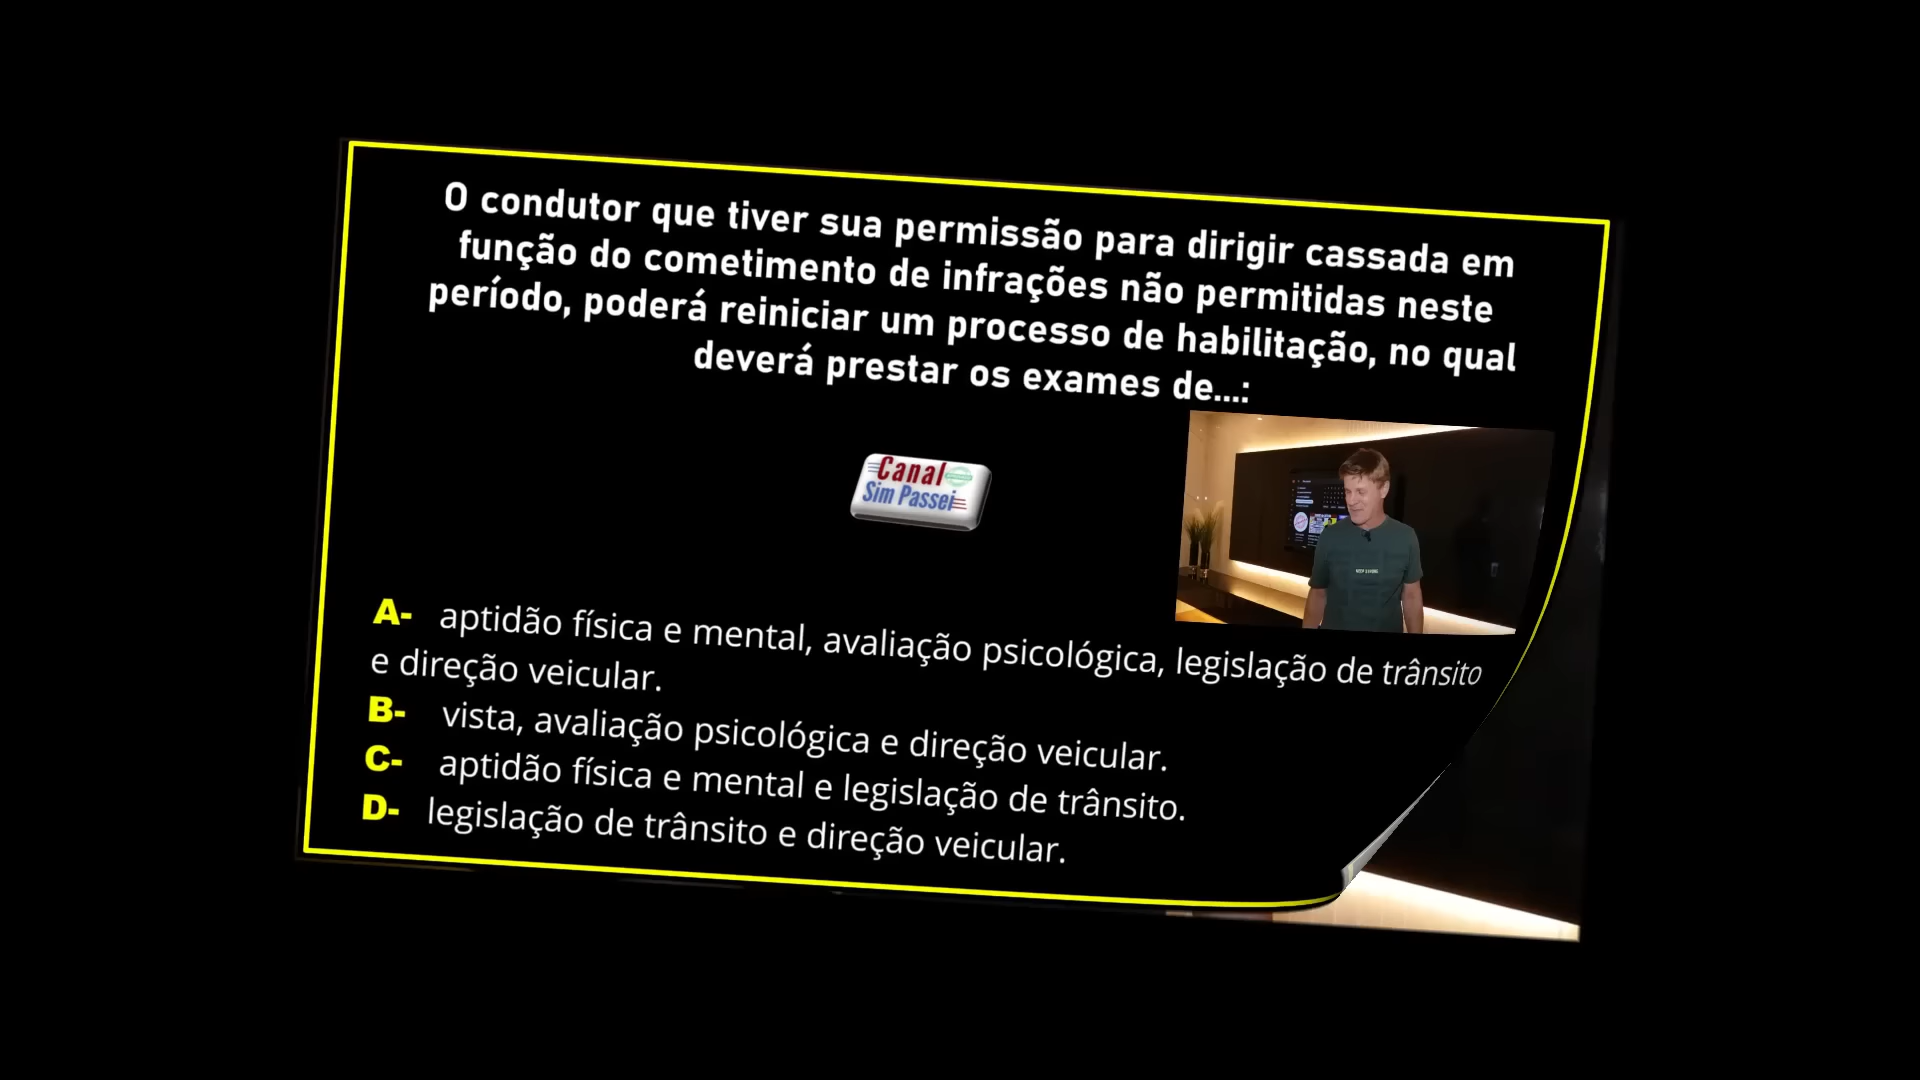 O condutor que tiver sua permissão para dirigir cassada em
função do cometimento de infrações não permitidas neste
período, poderá reiniciar um processo de habilitação, no qual
deverá prestar os exames de...:
Canal
Sim Passei
A- aptidão física e mental, avaliação psicológica, legislação de trânsito
e direção veicular.
B- vista, avaliação psicológica e direção veicular.
C- aptidão física e mental e legislação de trânsito.
D- legislação de trânsito e direção veicular.